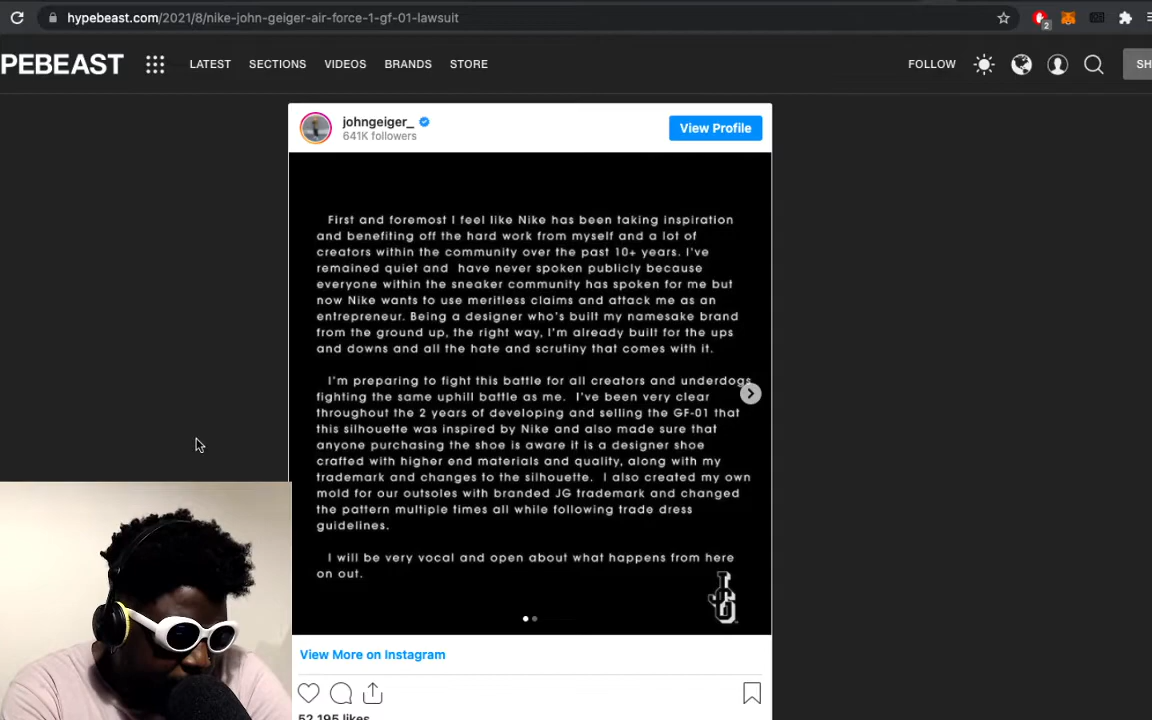 hypebeast.com/2021/8/nike-john-geiger-air-force-1-gf-01-lawsuit
2
PEBEAST
LATEST
SECTIONS
VIDEOS
BRANDS
STORE
FOLLOW
SH
johngeiger_
641K followers
View Profile
First and foremost I feel like Nike has been taking inspiration
and benefiting off the hard work from myself and a lot of
creators within the community over the past 10+ years. I've
remained quiet and have never spoken publicly because
everyone within the sneaker community has spoken for me but
now Nike wants to use meritless claims and attack me as an
entrepreneur. Being a designer who's built my namesake brand
from the ground up, the right way, I'm already built for the ups
and downs and all the hate and scrutiny that comes with it.
I'm preparing to fight this battle for all creators and underdogs
fighting the same uphill battle as me. I've been very clear
throughout the 2 years of developing and selling the GF-01 that
this silhouette was inspired by Nike and also made sure that
anyone purchasing the shoe is aware it is a designer shoe
crafted with higher end materials and quality, along with my
trademark and changes to the silhouette. I also created my own
mold for our outsoles with branded JG trademark and changed
the pattern multiple times all while following trade dress
guidelines.
I will be very vocal and open about what happens from here
on out.
JG
View More on Instagram
52,195 likes